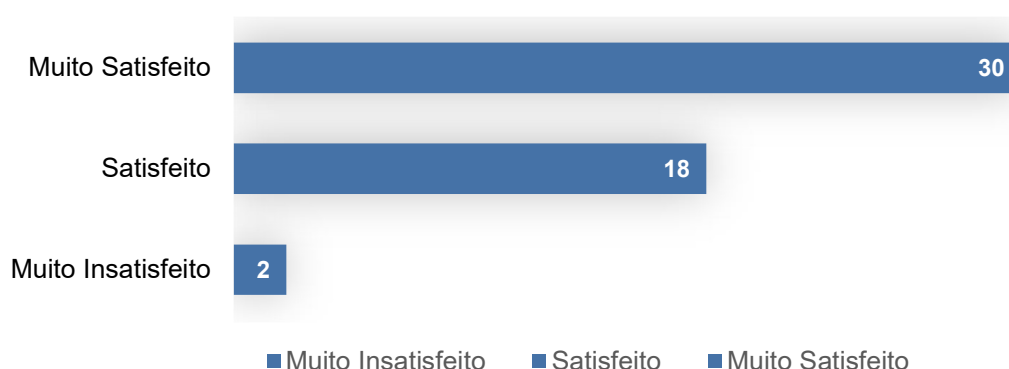 Muito Satisfeito
30
Satisfeito
18
Muito Insatisfeito
2
Muito Insatisfeito Satisfeito Muito Satisfeito